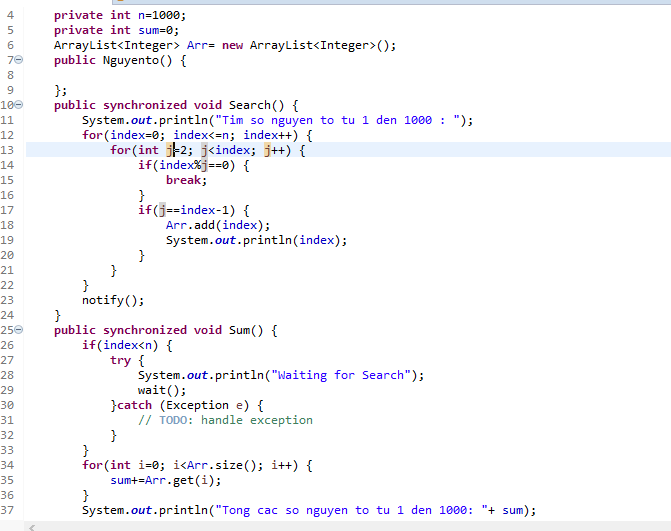 4 private int n=1000;
5 private int sum=0;
6 ArrayList<Integer> Arr= new ArrayList<Integer>();
7 public Nguyento() {
8
9 };
10 public synchronized void Search() {
11 System.out.println("Tim so nguyen to tu 1 den 1000 : ");
12 for(index=0; index<=n; index++) {
13 for(int j=2; j<index; j++) {
14 if(index%j==0) {
15 break;
16 }
17 if(j==index-1) {
18 Arr.add(index);
19 System.out.println(index);
20 }
21 }
22 }
23 notify();
24 }
25 public synchronized void Sum() {
26 if(index<n) {
27 try {
28 System.out.println("Waiting for Search");
29 wait();
30 }catch (Exception e) {
31 // TODO: handle exception
32 }
33 }
34 for(int i=0; i<Arr.size(); i++) {
35 sum+=Arr.get(i);
36 }
37 System.out.println("Tong cac so nguyen to tu 1 den 1000: "+ sum);